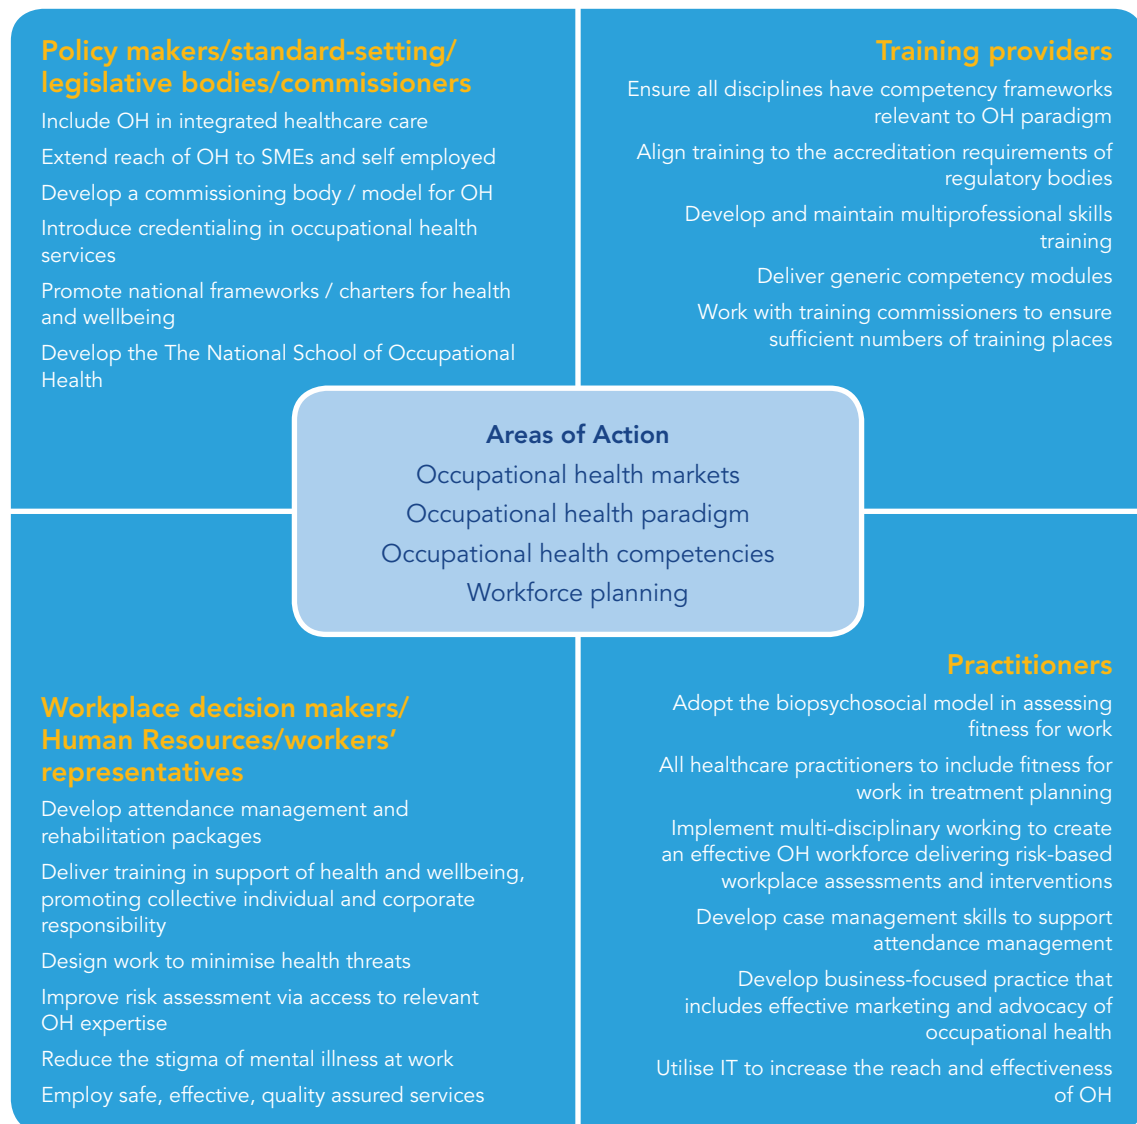 Policy makers/standard-setting/
legislative bodies/commissioners
Include OH in integrated healthcare care
Extend reach of OH to SMEs and self employed
Develop a commissioning body / model for OH
Introduce credentialing in occupational health
services
Promote national frameworks / charters for health
and wellbeing
Develop the The National School of Occupational
Health
Training providers
Ensure all disciplines have competency frameworks
relevant to OH paradigm
Align training to the accreditation requirements of
regulatory bodies
Develop and maintain multiprofessional skills
training
Deliver generic competency modules
Work with training commissioners to ensure
sufficient numbers of training places
Areas of Action
Occupational health markets
Occupational health paradigm
Occupational health competencies
Workforce planning
Workplace decision makers/
Human Resources/workers’
representatives
Develop attendance management and
rehabilitation packages
Deliver training in support of health and wellbeing,
promoting collective individual and corporate
responsibility
Design work to minimise health threats
Improve risk assessment via access to relevant
OH expertise
Reduce the stigma of mental illness at work
Employ safe, effective, quality assured services
Practitioners
Adopt the biopsychosocial model in assessing
fitness for work
All healthcare practitioners to include fitness for
work in treatment planning
Implement multi-disciplinary working to create
an effective OH workforce delivering risk-based
workplace assessments and interventions
Develop case management skills to support
attendance management
Develop business-focused practice that
includes effective marketing and advocacy of
occupational health
Utilise IT to increase the reach and effectiveness
of OH